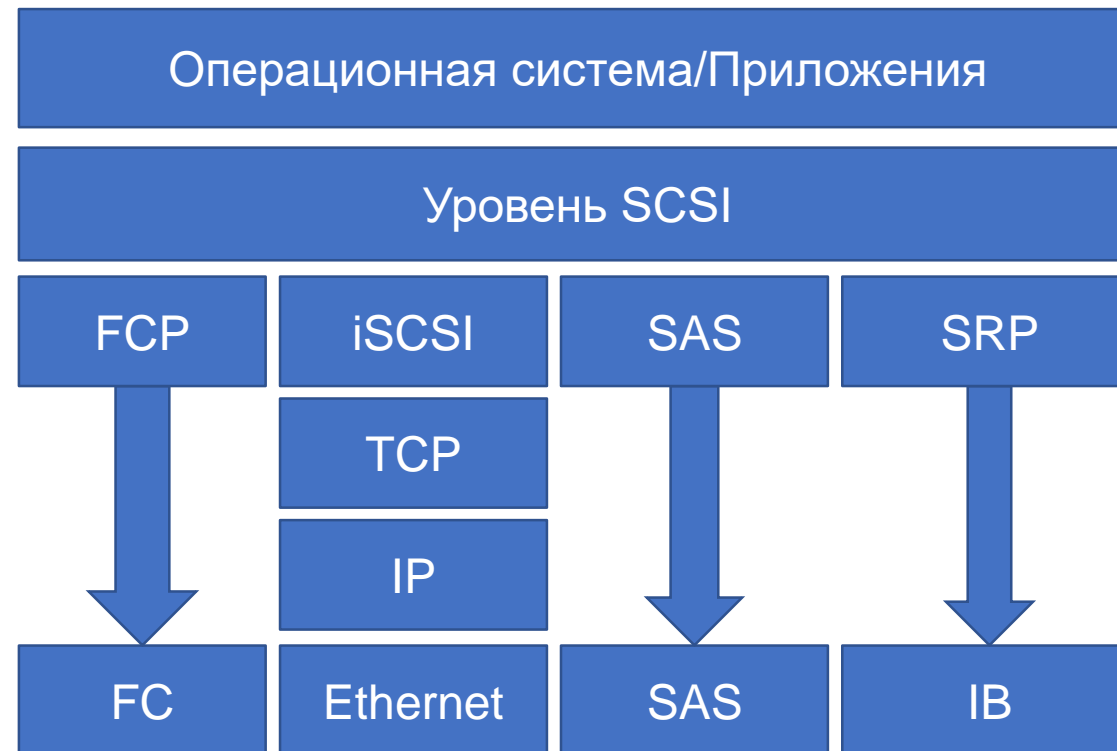 Операционная система/Приложения
Уровень SCSI
FCP
iSCSI
SAS
SRP
TCP
IP
FC
Ethernet
SAS
IB